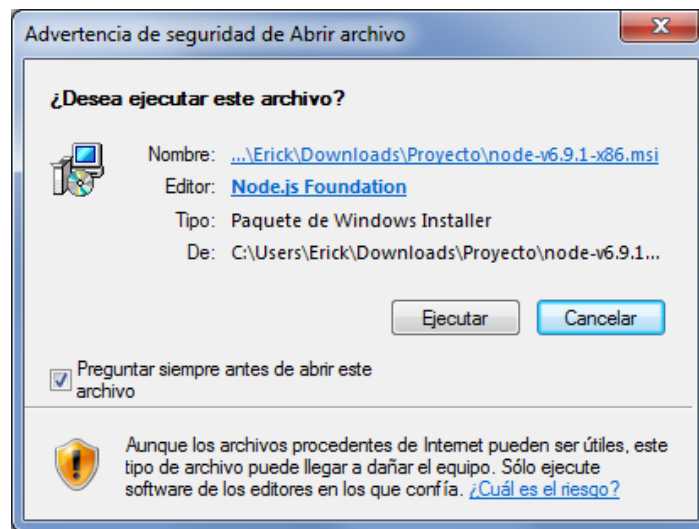 Advertencia de seguridad de Abrir archivo
¿Desea ejecutar este archivo?
Nombre: ...\Erick\Downloads\Proyecto\node-v6.9.1-x86.msi
Editor: Node.js Foundation
Tipo: Paquete de Windows Installer
De: C:\Users\Erick\Downloads\Proyecto\node-v6.9.1...
Ejecutar Cancelar
Preguntar siempre antes de abrir este
archivo
Aunque los archivos procedentes de Internet pueden ser útiles, este
tipo de archivo puede llegar a dañar el equipo. Sólo ejecute
software de los editores en los que confía. ¿Cuál es el riesgo?